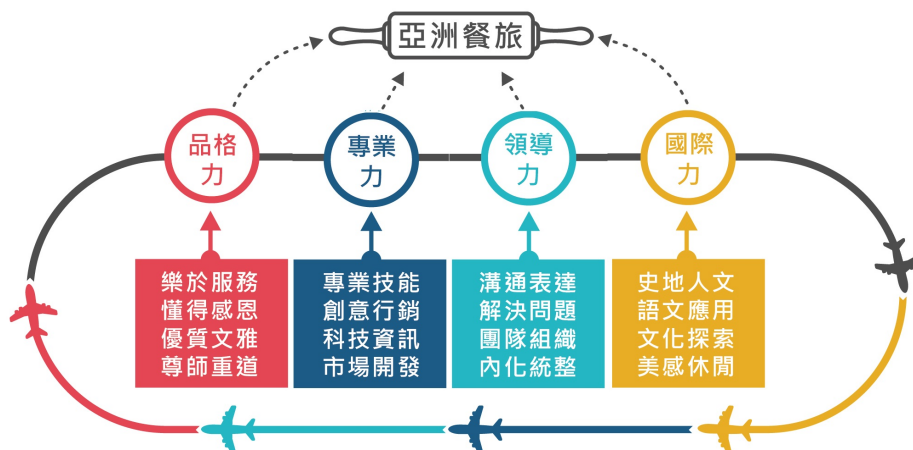 亞洲餐旅
品格
力
專業
力
領導
力
國際
力
樂於服務
懂得感恩
優質文雅
尊師重道
專業技能
創意行銷
科技資訊
市場開發
溝通表達
解決問題
團隊組織
內化統整
史地人文
語文應用
文化探索
美感休閒